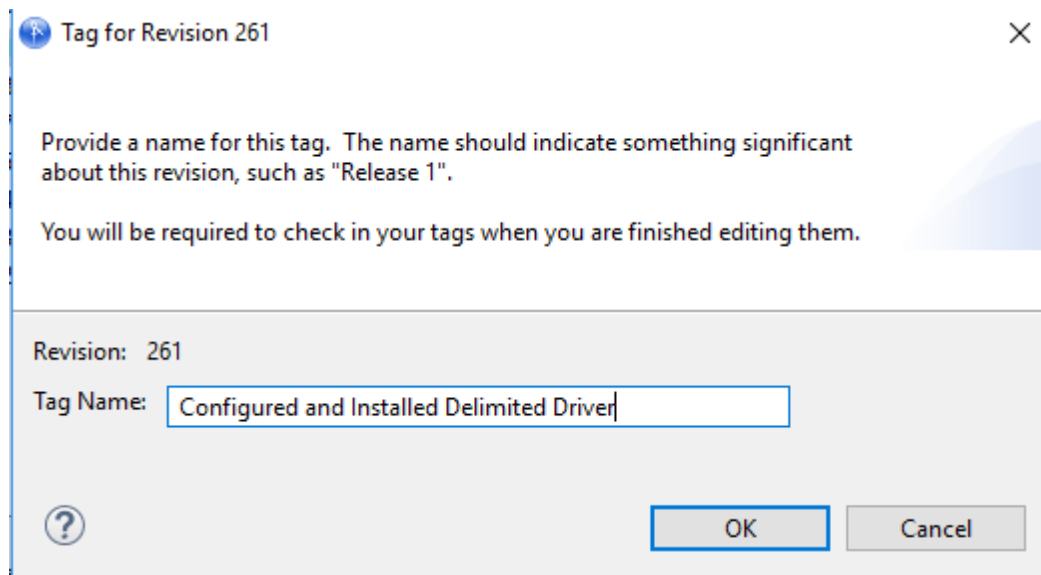 Tag for Revision 261
Provide a name for this tag.  The name should indicate something significant
about this revision, such as "Release 1".
You will be required to check in your tags when you are finished editing them.
Revision:  261
Tag Name:  Configured and Installed Delimited Driver
?
OK  Cancel